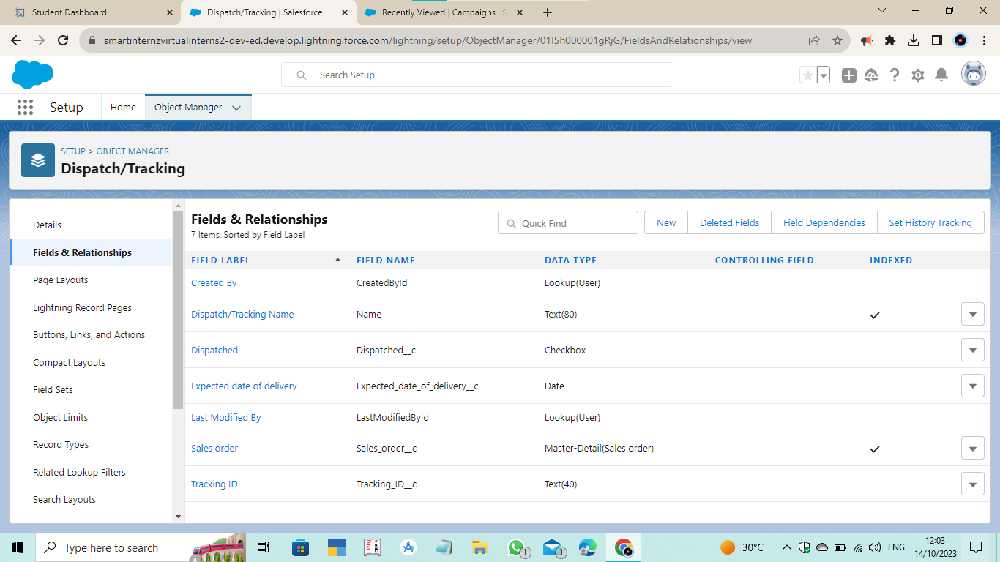 Student Dashboard
Dispatch/Tracking | Salesforce
Recently Viewed | Campaigns | S
smartinternzvirtualinterns2-dev-ed.develop.lightning.force.com/lightning/setup/ObjectManager/01I5h000001gRjG/FieldsAndRelationships/view
Search Setup
Setup
Home
Object Manager
SETUP > OBJECT MANAGER
Dispatch/Tracking
Details
Fields & Relationships
Page Layouts
Lightning Record Pages
Buttons, Links, and Actions
Compact Layouts
Field Sets
Object Limits
Record Types
Related Lookup Filters
Search Layouts
Fields & Relationships
7 Items, Sorted by Field Label
Quick Find
New
Deleted Fields
Field Dependencies
Set History Tracking
FIELD LABEL FIELD NAME DATA TYPE CONTROLLING FIELD INDEXED
Created By CreatedById Lookup(User)
Dispatch/Tracking Name Name Text(80)
Dispatched Dispatched__c Checkbox
Expected date of delivery Expected_date_of_delivery__c Date
Last Modified By LastModifiedById Lookup(User)
Sales order Sales_order__c Master-Detail(Sales order)
Tracking ID Tracking_ID__c Text(40)
Type here to search
1
1
30°C
ENG
12:03
14/10/2023